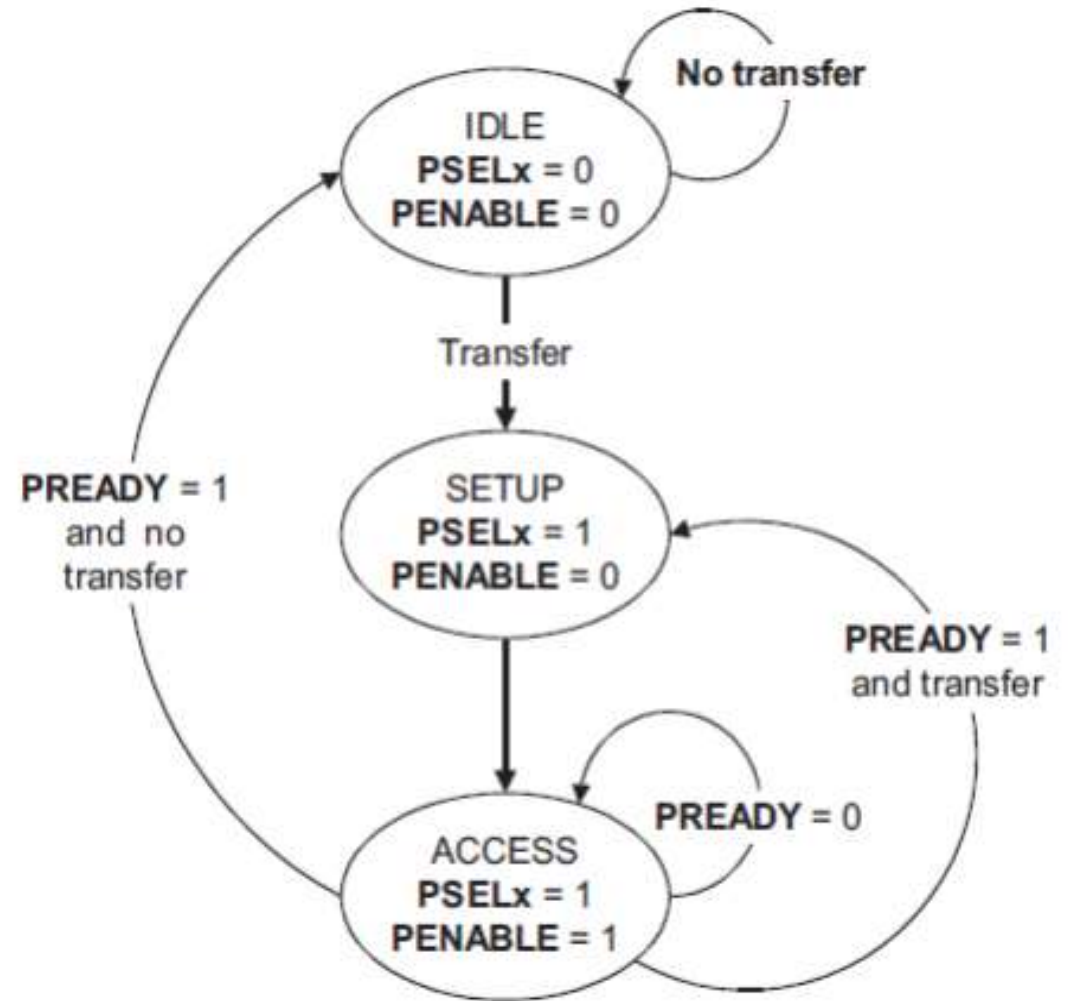 No transfer
IDLE
PSELx = 0
PENABLE = 0
Transfer
PREADY = 1
and no
transfer
SETUP
PSELx = 1
PENABLE = 0
PREADY = 1
and transfer
PREADY = 0
ACCESS
PSELx = 1
PENABLE = 1